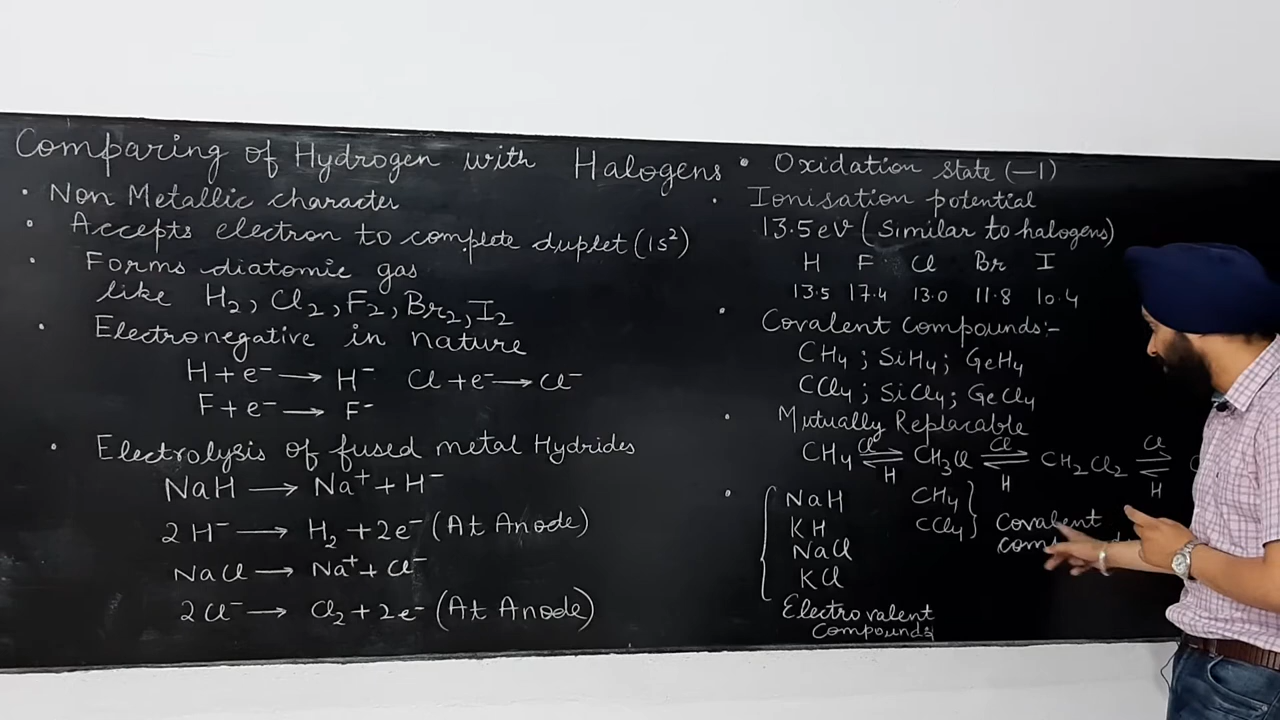 Comparing of Hydrogen with Halogens
• Non Metallic character
• Accepts electron to complete duplet (1s²)
• Forms diatomic gas
like H₂, Cl₂, F₂, Br₂, I₂
• Electronegative in nature
H + e⁻ ⟶ H⁻ Cl + e⁻ ⟶ Cl⁻
F + e⁻ ⟶ F⁻
• Electrolysis of fused metal Hydrides
NaH ⟶ Na⁺ + H⁻
2H⁻ ⟶ H₂ + 2e⁻ (At Anode)
NaCl ⟶ Na⁺ + Cl⁻
2Cl⁻ ⟶ Cl₂ + 2e⁻ (At Anode)
• Oxidation state (−1)
• Ionisation potential
13.5 eV (Similar to halogens)
H F Cl Br I
13.5 17.4 13.0 11.8 10.4
• Covalent Compounds:-
CH₄ ; SiH₄ ; GeH₄
CCl₄ ; SiCl₄ ; GeCl₄
• Mutually Replacable
Cl Cl Cl
CH₄ ⇌ CH₃Cl ⇌ CH₂Cl₂ ⇌
H H H
• NaH CH₄
KH CCl₄ Covalent
NaCl
KCl
Electrovalent
Compounds